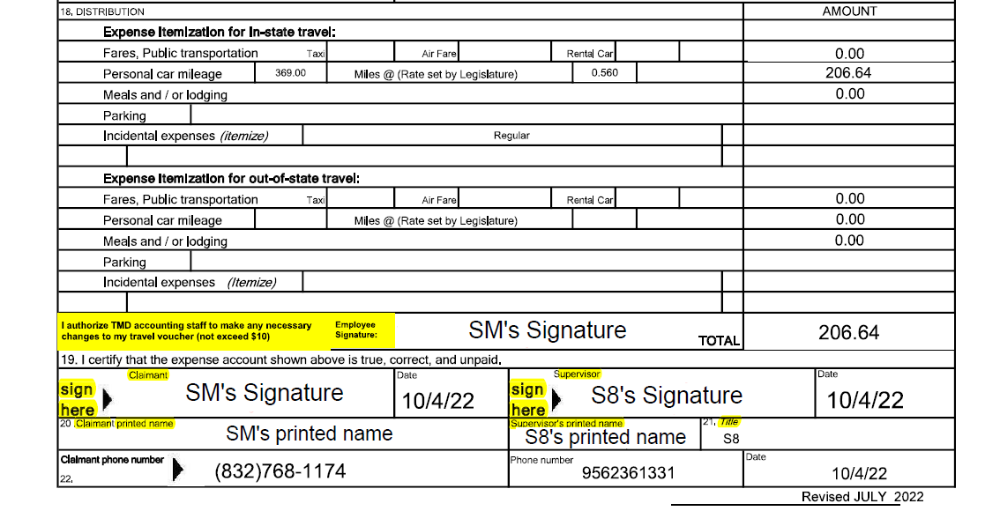 18. DISTRIBUTION AMOUNT
Expense Itemization for In-state travel:
Fares, Public transportation Taxi Air Fare Rental Car 0.00
Personal car mileage 369.00 Miles @ (Rate set by Legislature) 0.560 206.64
Meals and / or lodging 0.00
Parking
Incidental expenses (itemize) Regular
Expense Itemization for out-of-state travel:
Fares, Public transportation Taxi Air Fare Rental Car 0.00
Personal car mileage Miles @ (Rate set by Legislature) 0.00
Meals and / or lodging 0.00
Parking
Incidental expenses (Itemize)
I authorize TMD accounting staff to make any necessary
changes to my travel voucher (not exceed $10)
Employee
Signature:
SM's Signature TOTAL 206.64
19. I certify that the expense account shown above is true, correct, and unpaid.
sign
here
Claimant
SM's Signature
Date
10/4/22
sign
here
Supervisor
S8's Signature
Date
10/4/22
20 .Claimant printed name
SM's printed name
Supervisor's printed name
S8's printed name
21. Title
S8
Claimant phone number
22.
(832)768-1174
Phone number
9562361331
Date
10/4/22
Revised JULY 2022